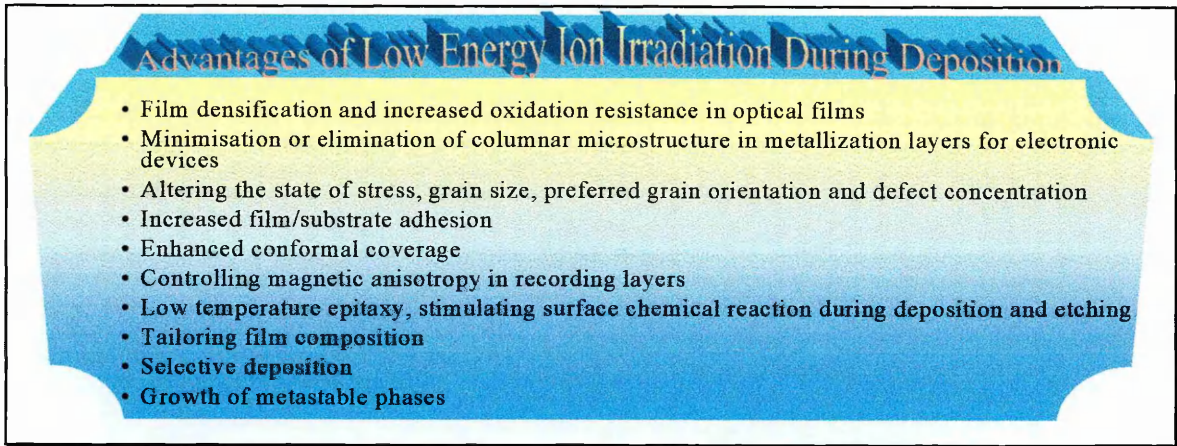 Advantages of Low Energy Ion Irradiation During Deposition
• Film densification and increased oxidation resistance in optical films
• Minimisation or elimination of columnar microstructure in metallization layers for electronic
devices
• Altering the state of stress, grain size, preferred grain orientation and defect concentration
• Increased film/substrate adhesion
• Enhanced conformal coverage
• Controlling magnetic anisotropy in recording layers
• Low temperature epitaxy, stimulating surface chemical reaction during deposition and etching
• Tailoring film composition
• Selective deposition
• Growth of metastable phases